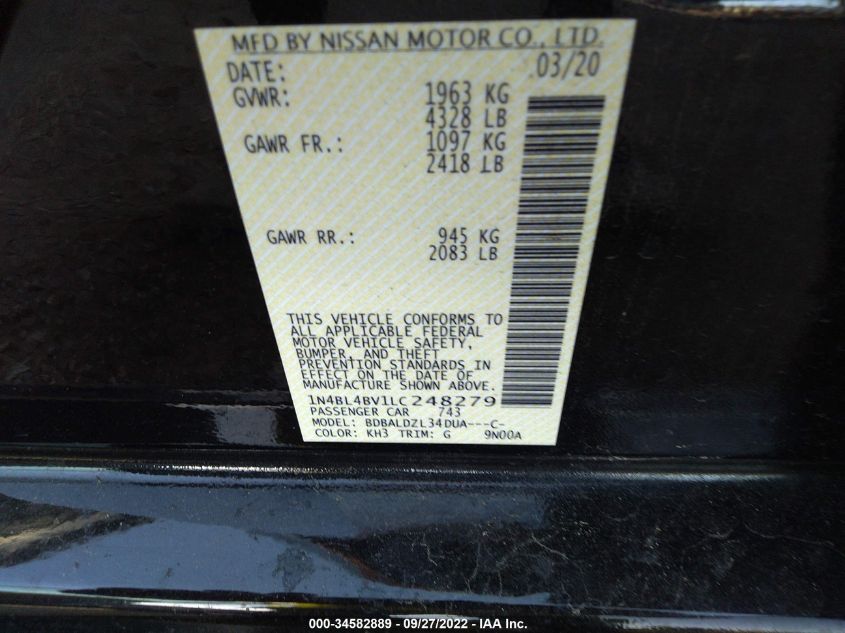 MFD BY NISSAN MOTOR CO., LTD.
DATE: 03/20
GVWR: 1963 KG
4328 LB
GAWR FR.: 1097 KG
2418 LB
GAWR RR.: 945 KG
2083 LB
THIS VEHICLE CONFORMS TO
ALL APPLICABLE FEDERAL
MOTOR VEHICLE SAFETY,
BUMPER, AND THEFT
PREVENTION STANDARDS IN
EFFECT ON THE DATE OF
MANUFACTURE SHOWN ABOVE.
1N4BL4BV1LC248279
PASSENGER CAR 743
MODEL: BDBALDZL34DUA---C-
COLOR: KH3 TRIM: G 9N00A
000-34582889 - 09/27/2022 - IAA Inc.